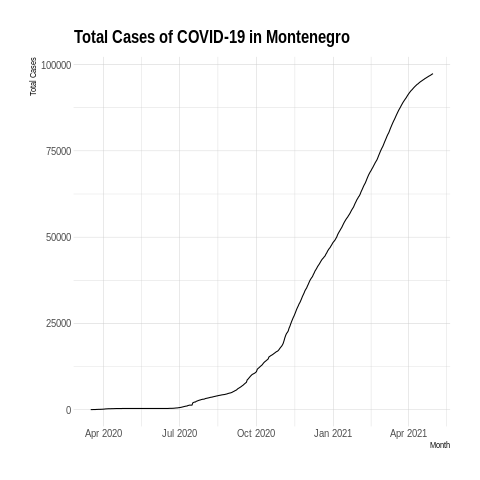 Total Cases of COVID-19 in Montenegro
Total Cases
100000
75000
50000
25000
0
Apr 2020 Jul 2020 Oct 2020 Jan 2021 Apr 2021
Month